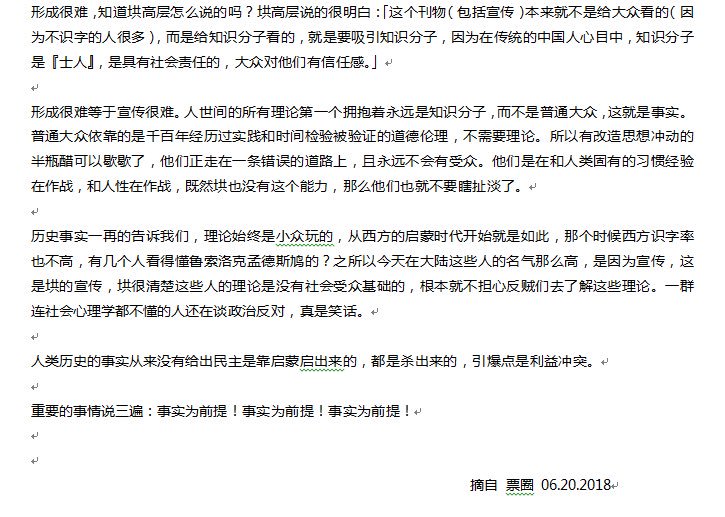 形成很难，知道垬高层怎么说的吗？垬高层说的很明白：「这个刊物（包括宣传）本来就不是给大众看的（因
为不识字的人很多），而是给知识分子看的，就是要吸引知识分子，因为在传统的中国人心目中，知识分子
是『士人』，是具有社会责任的，大众对他们有信任感。」
形成很难等于宣传很难。人世间的所有理论第一个拥抱着永远是知识分子，而不是普通大众，这就是事实。
普通大众依靠的是千百年经历过实践和时间检验被验证的道德伦理，不需要理论。所以有改造思想冲动的
半瓶醋可以歇歇了，他们正走在一条错误的道路上，且永远不会有受众。他们是在和人类固有的习惯经验
在作战，和人性在作战，既然垬也没有这个能力，那么他们也就不要瞎扯淡了。
历史事实一再的告诉我们，理论始终是小众玩的，从西方的启蒙时代开始就是如此，那个时候西方识字率
也不高，有几个人看得懂鲁索洛克孟德斯鸠的？之所以今天在大陆这些人的名气那么高，是因为宣传，这
是垬的宣传，垬很清楚这些人的理论是没有社会受众基础的，根本就不担心反贼们去了解这些理论。一群
连社会心理学都不懂的人还在谈政治反对，真是笑话。
人类历史的事实从来没有给出民主是靠启蒙启出来的，都是杀出来的，引爆点是利益冲突。
重要的事情说三遍：事实为前提！事实为前提！事实为前提！
摘自 票圈 06.20.2018